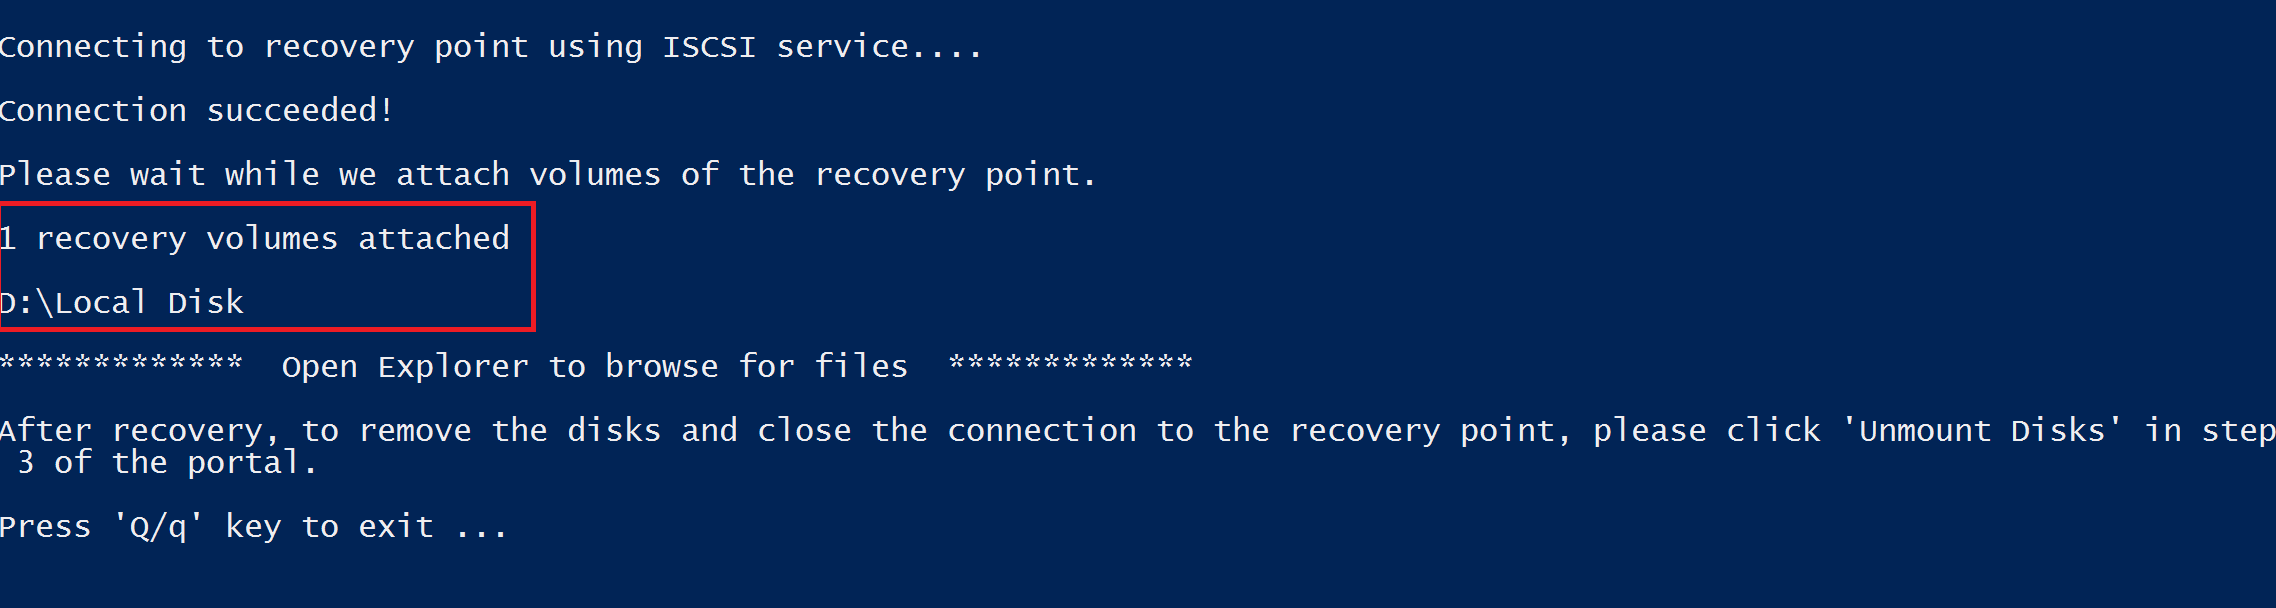 Connecting to recovery point using ISCSI service....
Connection succeeded!
Please wait while we attach volumes of the recovery point.
1 recovery volumes attached
D:\Local Disk
*************  Open Explorer to browse for files  *************
After recovery, to remove the disks and close the connection to the recovery point, please click 'Unmount Disks' in step
 3 of the portal.
Press 'Q/q' key to exit ...